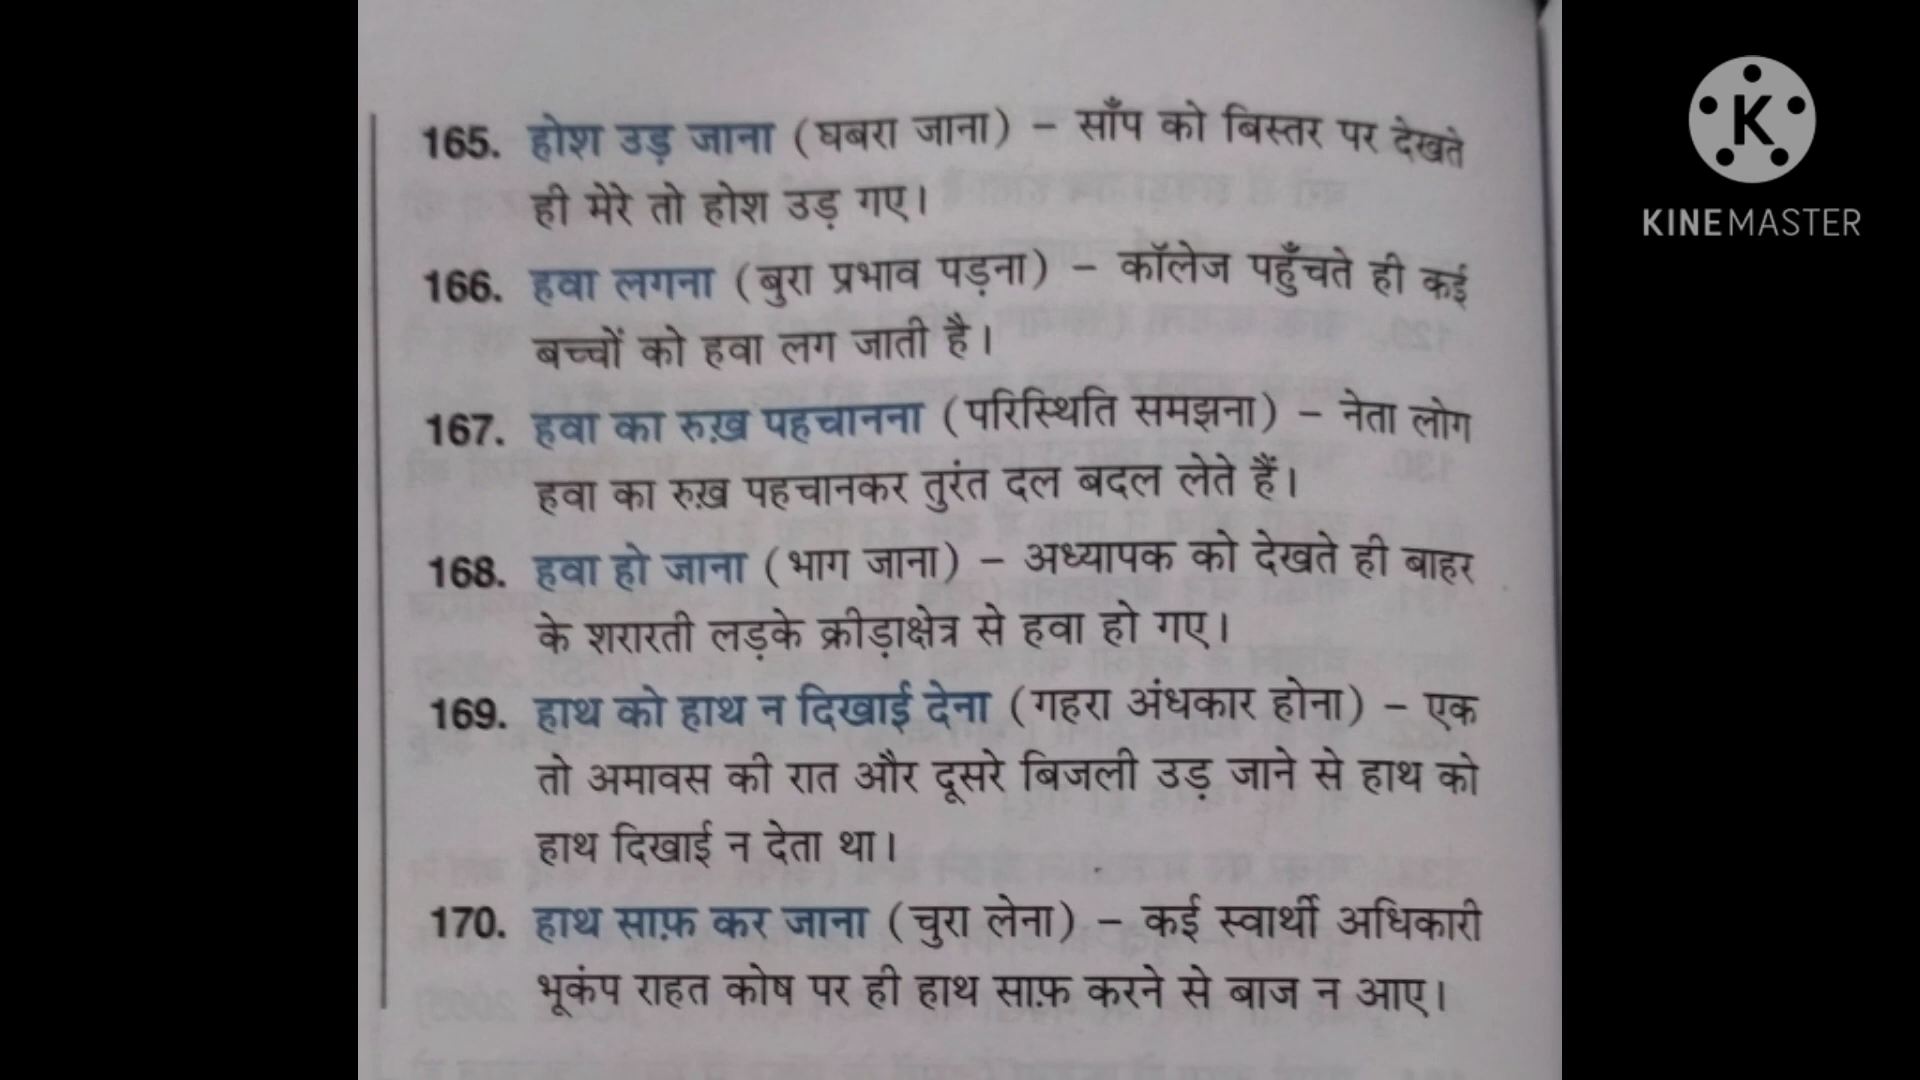 165. होश उड़ जाना (घबरा जाना) – साँप को बिस्तर पर देखते
ही मेरे तो होश उड़ गए।
166. हवा लगना (बुरा प्रभाव पड़ना) – कॉलेज पहुँचते ही कई
बच्चों को हवा लग जाती है।
167. हवा का रुख़ पहचानना (परिस्थिति समझना) – नेता लोग
हवा का रुख़ पहचानकर तुरंत दल बदल लेते हैं।
168. हवा हो जाना (भाग जाना) – अध्यापक को देखते ही बाहर
के शरारती लड़के क्रीड़ाक्षेत्र से हवा हो गए।
169. हाथ को हाथ न दिखाई देना (गहरा अंधकार होना) – एक
तो अमावस की रात और दूसरे बिजली उड़ जाने से हाथ को
हाथ दिखाई न देता था।
170. हाथ साफ़ कर जाना (चुरा लेना) – कई स्वार्थी अधिकारी
भूकंप राहत कोष पर ही हाथ साफ़ करने से बाज न आए।
K
KINEMASTER